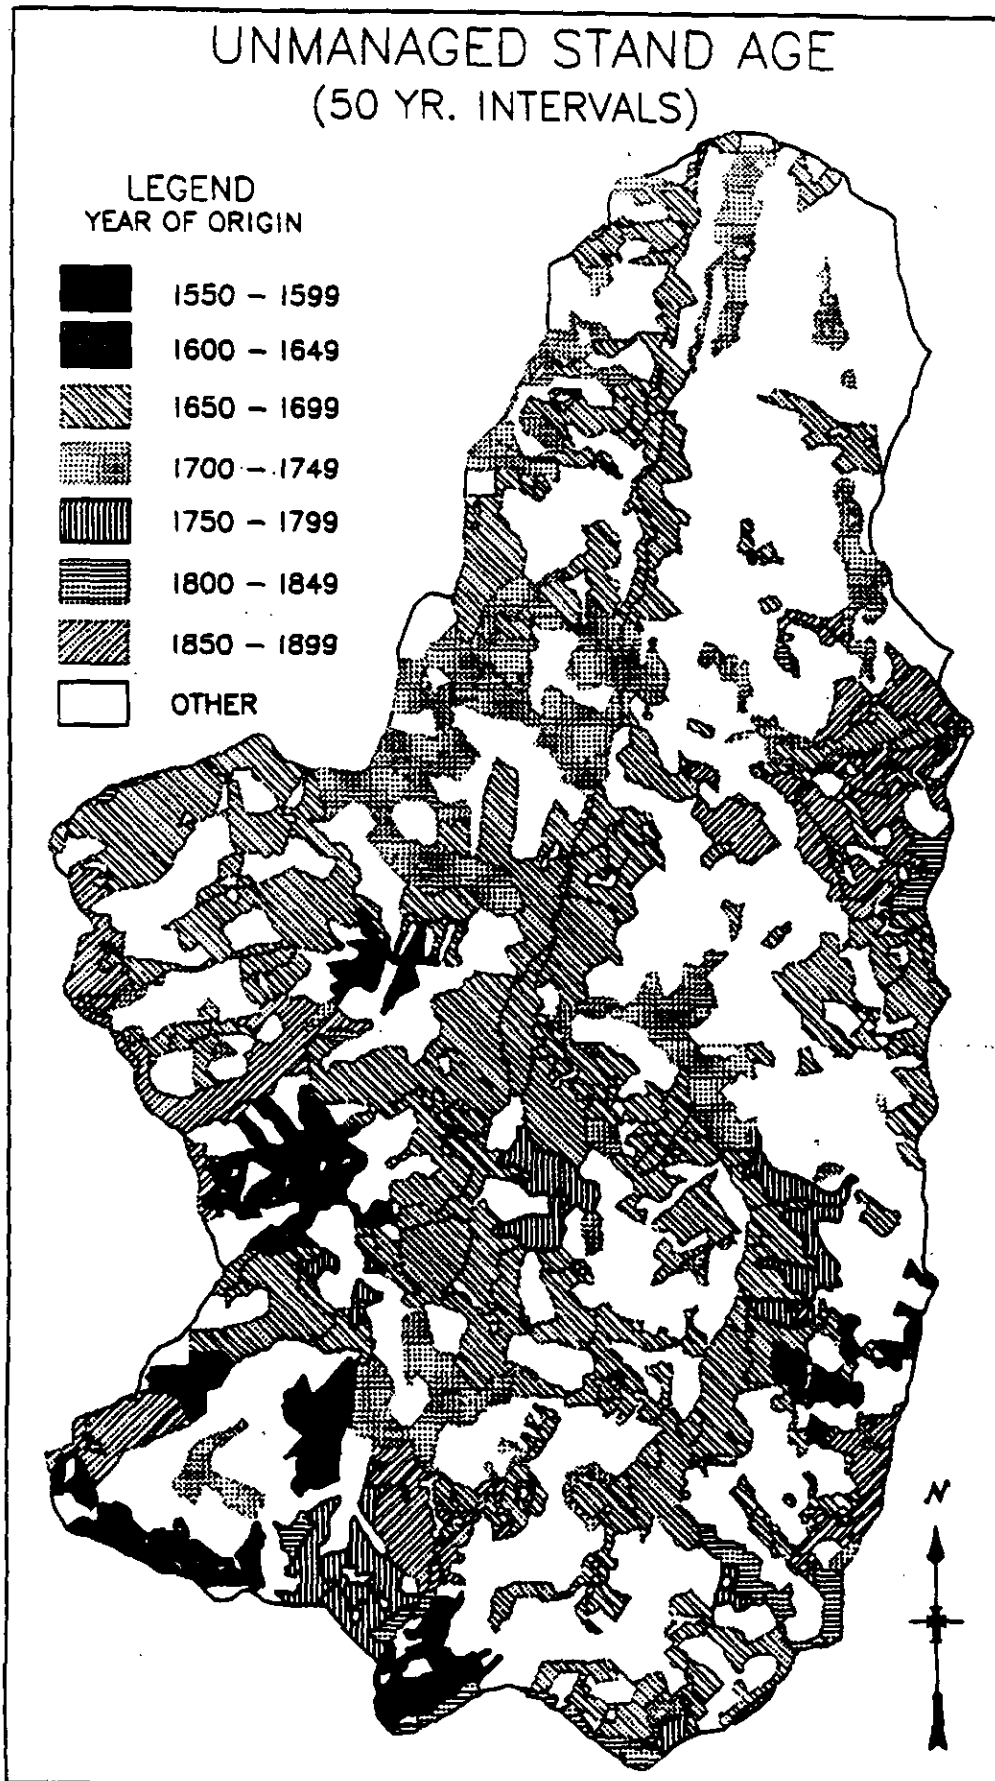 UNMANAGED STAND AGE
(50 YR. INTERVALS)
LEGEND
YEAR OF ORIGIN
1550 - 1599
1600 - 1649
1650 - 1699
1700 - 1749
1750 - 1799
1800 - 1849
1850 - 1899
OTHER
N